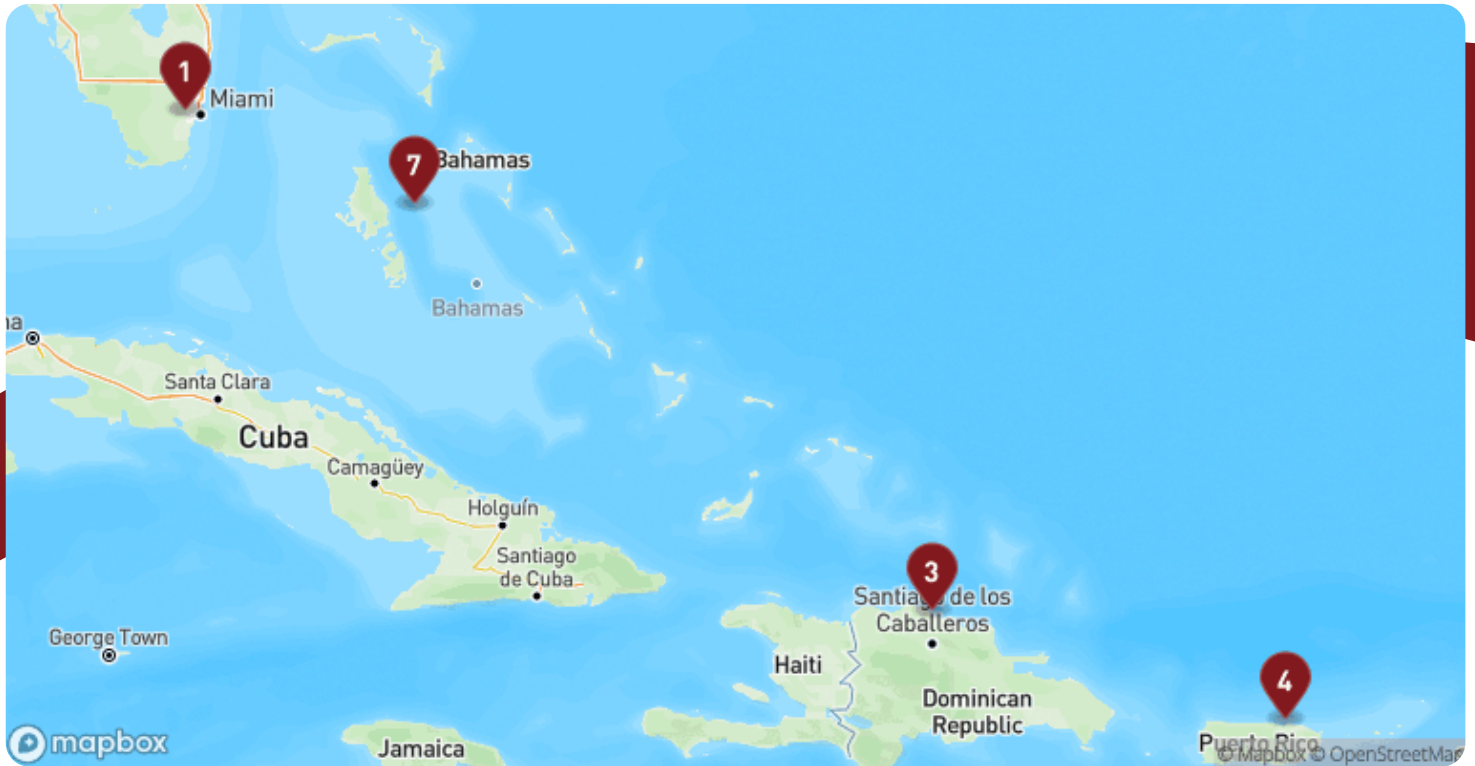 1
Miami
7
Bahamas
Bahamas
na
Santa Clara
Cuba
Camagüey
Holguín
Santiago
de Cuba
3
Santiago de los
Caballeros
George Town
Haiti
4
Dominican
Republic
Puerto Rico
Jamaica
mapbox
© Mapbox © OpenStreetMap